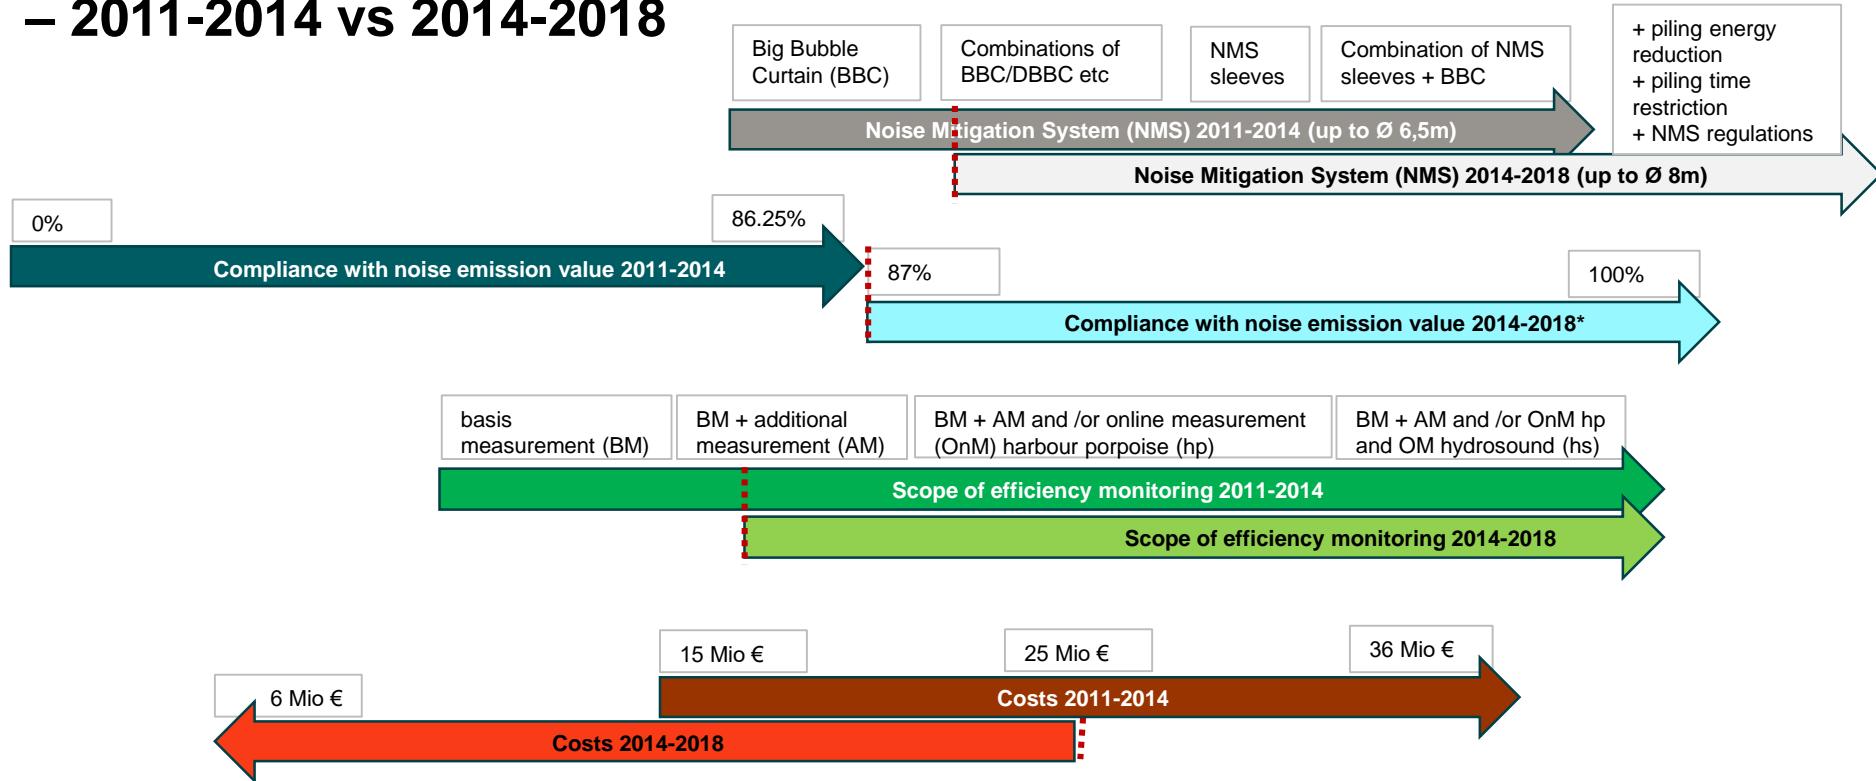 – 2011-2014 vs 2014-2018
Big Bubble
Curtain (BBC)
Combinations of
BBC/DBBC etc
NMS
sleeves
Combination of NMS
sleeves + BBC
+ piling energy
reduction
+ piling time
restriction
+ NMS regulations
Noise Mitigation System (NMS) 2011-2014 (up to Ø 6,5m)
Noise Mitigation System (NMS) 2014-2018 (up to Ø 8m)
0%
86.25%
Compliance with noise emission value 2011-2014
87%
100%
Compliance with noise emission value 2014-2018*
basis
measurement (BM)
BM + additional
measurement (AM)
BM + AM and /or online measurement
(OnM) harbour porpoise (hp)
BM + AM and /or OnM hp
and OM hydrosound (hs)
Scope of efficiency monitoring 2011-2014
Scope of efficiency monitoring 2014-2018
15 Mio €
25 Mio €
36 Mio €
Costs 2011-2014
6 Mio €
Costs 2014-2018